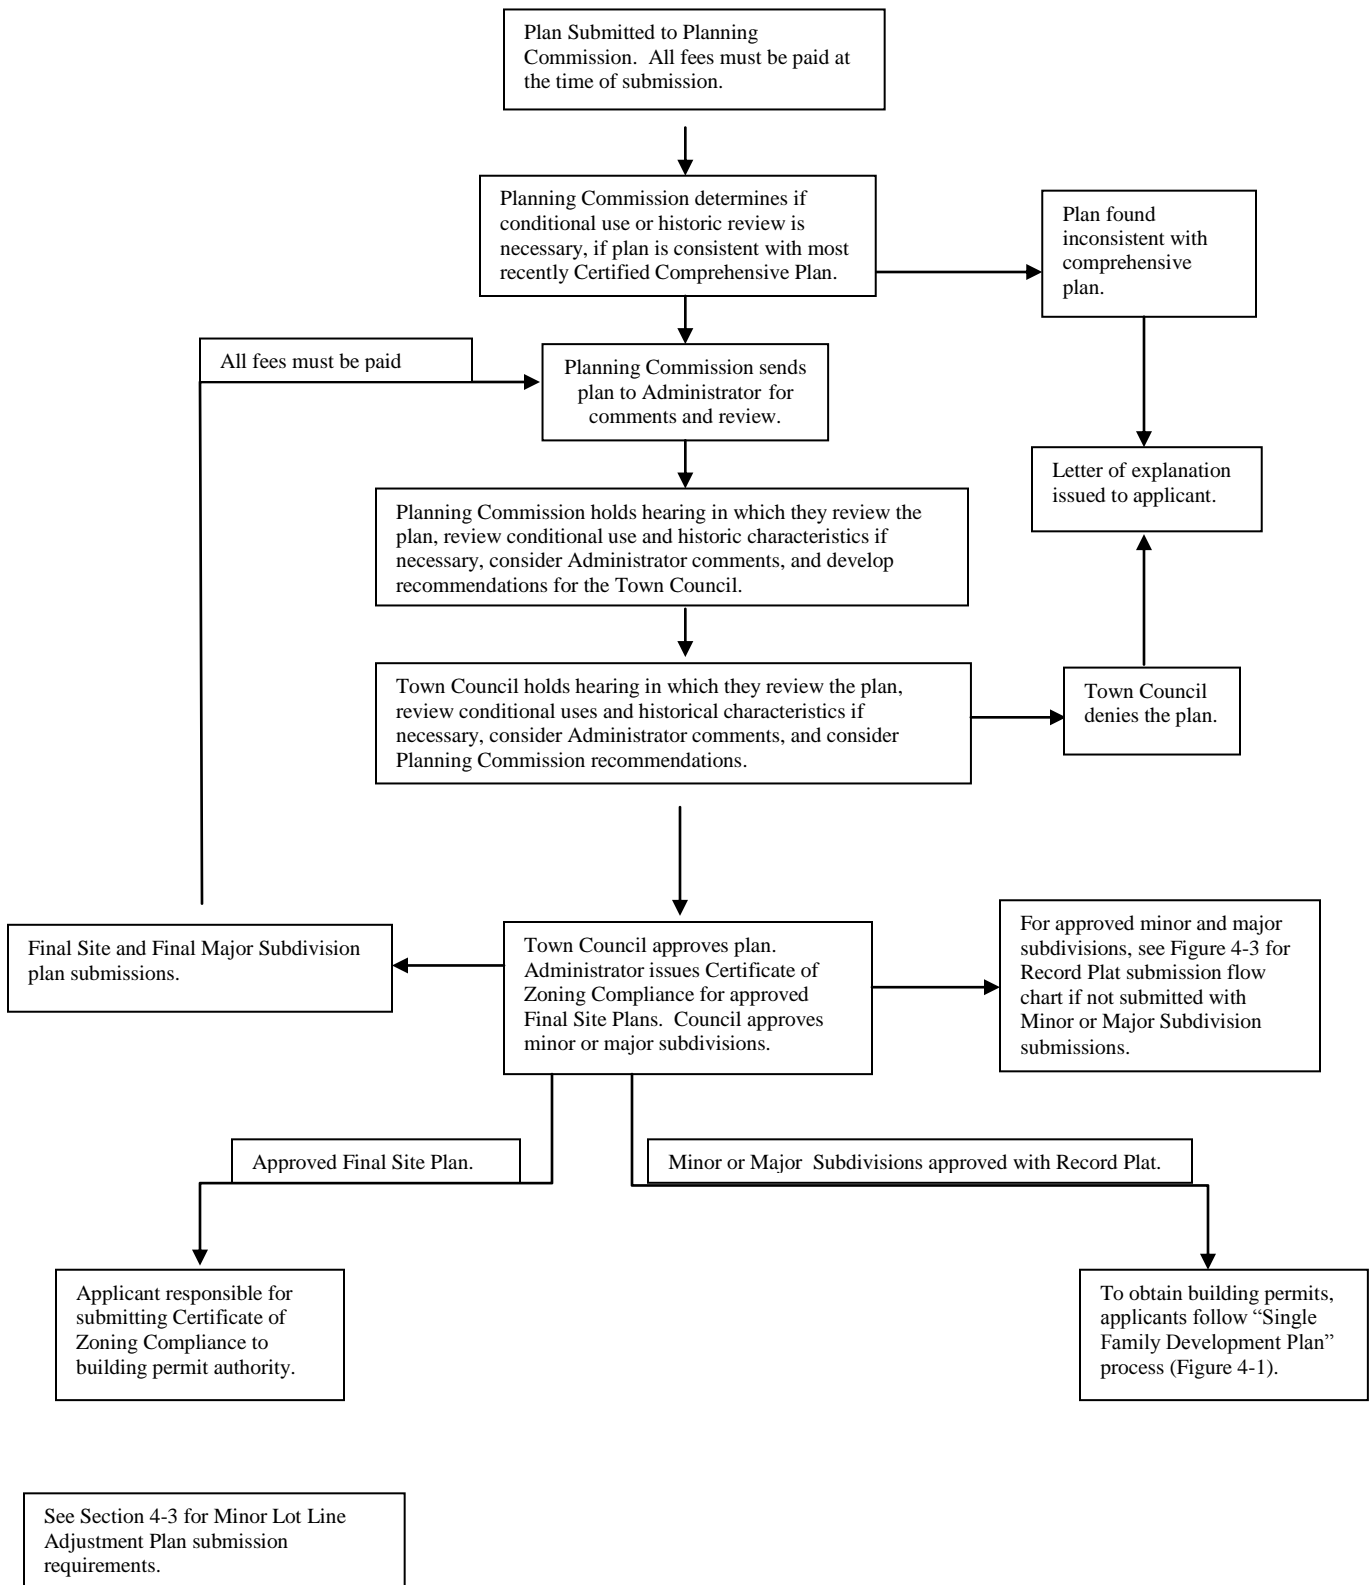 Plan Submitted to Planning
Commission. All fees must be paid at
the time of submission.
Planning Commission determines if
conditional use or historic review is
necessary, if plan is consistent with most
recently Certified Comprehensive Plan.
Plan found
inconsistent with
comprehensive
plan.
All fees must be paid
Planning Commission sends
plan to Administrator for
comments and review.
Letter of explanation
issued to applicant.
Planning Commission holds hearing in which they review the
plan, review conditional use and historic characteristics if
necessary, consider Administrator comments, and develop
recommendations for the Town Council.
Town Council holds hearing in which they review the plan,
review conditional uses and historical characteristics if
necessary, consider Administrator comments, and consider
Planning Commission recommendations.
Town Council
denies the plan.
Final Site and Final Major Subdivision
plan submissions.
Town Council approves plan.
Administrator issues Certificate of
Zoning Compliance for approved
Final Site Plans. Council approves
minor or major subdivisions.
For approved minor and major
subdivisions, see Figure 4-3 for
Record Plat submission flow
chart if not submitted with
Minor or Major Subdivision
submissions.
Approved Final Site Plan.
Minor or Major Subdivisions approved with Record Plat.
Applicant responsible for
submitting Certificate of
Zoning Compliance to
building permit authority.
To obtain building permits,
applicants follow “Single
Family Development Plan”
process (Figure 4-1).
See Section 4-3 for Minor Lot Line
Adjustment Plan submission
requirements.